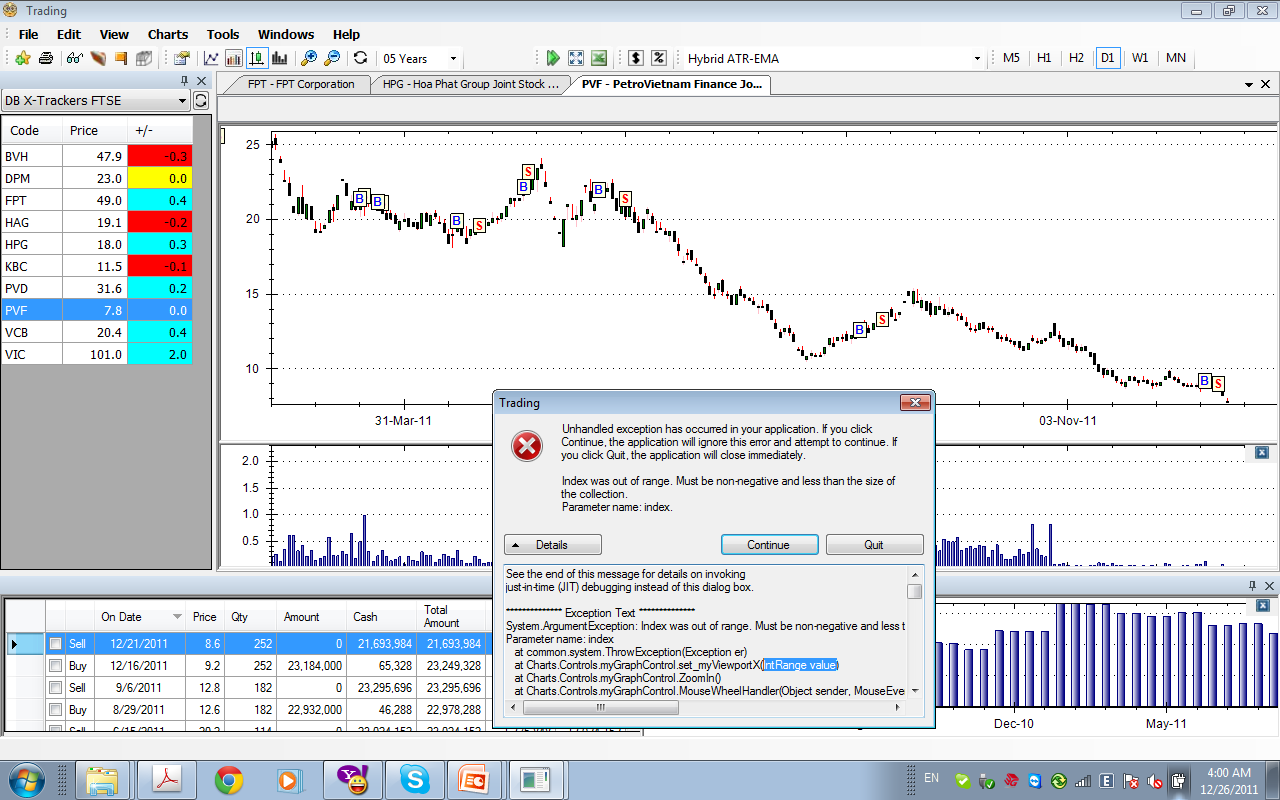 Trading
File Edit View Charts Tools Windows Help
05 Years Hybrid ATR-EMA M5 H1 H2 D1 W1 MN
DB X-Trackers FTSE
FPT - FPT Corporation HPG - Hoa Phat Group Joint Stock ... PVF - PetroVietnam Finance Jo...
Code Price +/-
BVH 47.9 -0.3
DPM 23.0 0.0
FPT 49.0 0.4
HAG 19.1 -0.2
HPG 18.0 0.3
KBC 11.5 -0.1
PVD 31.6 0.2
PVF 7.8 0.0
VCB 20.4 0.4
VIC 101.0 2.0
25
20
15
10
B B B S B S B S B S B S
31-Mar-11 03-Nov-11
2.0
1.5
1.0
0.5
Trading
Unhandled exception has occurred in your application. If you click
Continue, the application will ignore this error and attempt to continue. If
you click Quit, the application will close immediately.
Index was out of range. Must be non-negative and less than the size of
the collection.
Parameter name: index.
Details Continue Quit
See the end of this message for details on invoking
just-in-time (JIT) debugging instead of this dialog box.
************** Exception Text **************
System.ArgumentException: Index was out of range. Must be non-negative and less t
Parameter name: index
at common.system.ThrowException(Exception er)
at Charts.Controls.myGraphControl.set_myViewportX(IntRange value)
at Charts.Controls.myGraphControl.ZoomIn()
at Charts.Controls.myGraphControl.MouseWheelHandler(Object sender, MouseEve
On Date Price Qty Amount Cash Total
Amount
Sell 12/21/2011 8.6 252 0 21,693,984 21,693,984
Buy 12/16/2011 9.2 252 23,184,000 65,328 23,249,328
Sell 9/6/2011 12.8 182 0 23,295,696 23,295,696
Buy 8/29/2011 12.6 182 22,932,000 46,288 22,978,288
Dec-10 May-11
EN
4:00 AM
12/26/2011